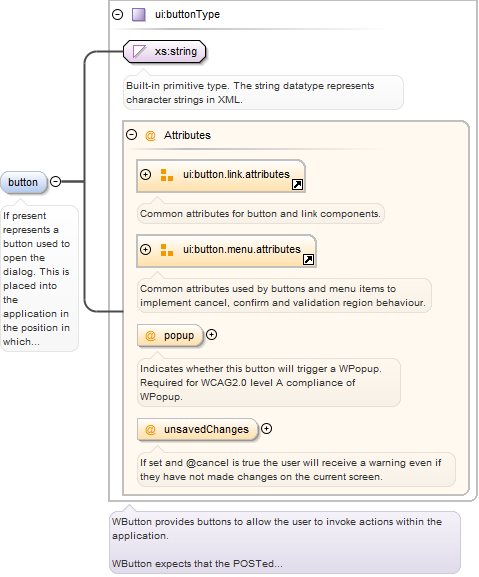 ui:buttonType
xs:string
Built-in primitive type. The string datatype represents
character strings in XML.
@ Attributes
ui:button.link.attributes
Common attributes for button and link components.
button
If present
represents a
button used to
open the
dialog. This is
placed into
the
application in
the position in
which...
ui:button.menu.attributes
Common attributes used by buttons and menu items to
implement cancel, confirm and validation region behaviour.
@ popup
Indicates whether this button will trigger a WPopup.
Required for WCAG2.0 level A compliance of
WPopup.
@ unsavedChanges
If set and @cancel is true the user will receive a warning even if
they have not made changes on the current screen.
WButton provides buttons to allow the user to invoke actions within the
application.
WButton expects that the POSTed...